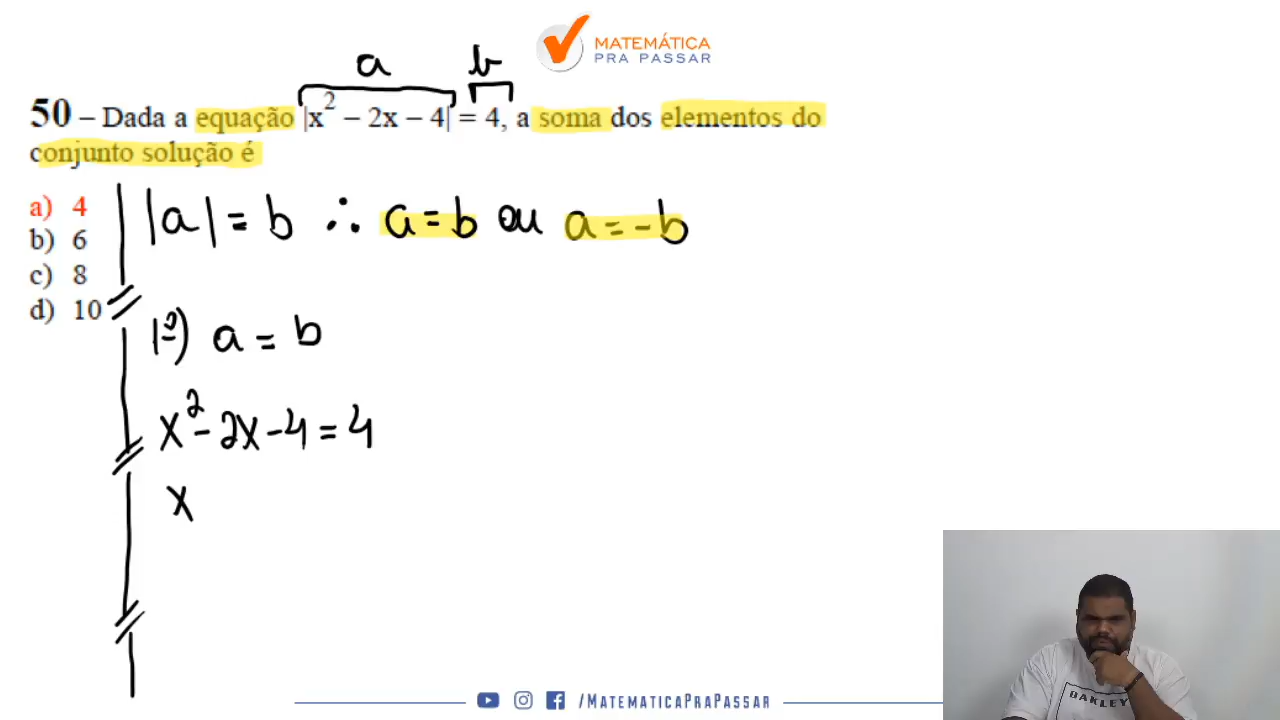 MATEMÁTICA
PRA PASSAR
a b
50 – Dada a equação |x² – 2x – 4| = 4, a soma dos elementos do
conjunto solução é
a) 4
b) 6
c) 8
d) 10
|a| = b ∴ a = b ou a = -b
1º) a = b
x² - 2x - 4 = 4
x
OAKLEY
/MATEMATICAPRAPASSAR